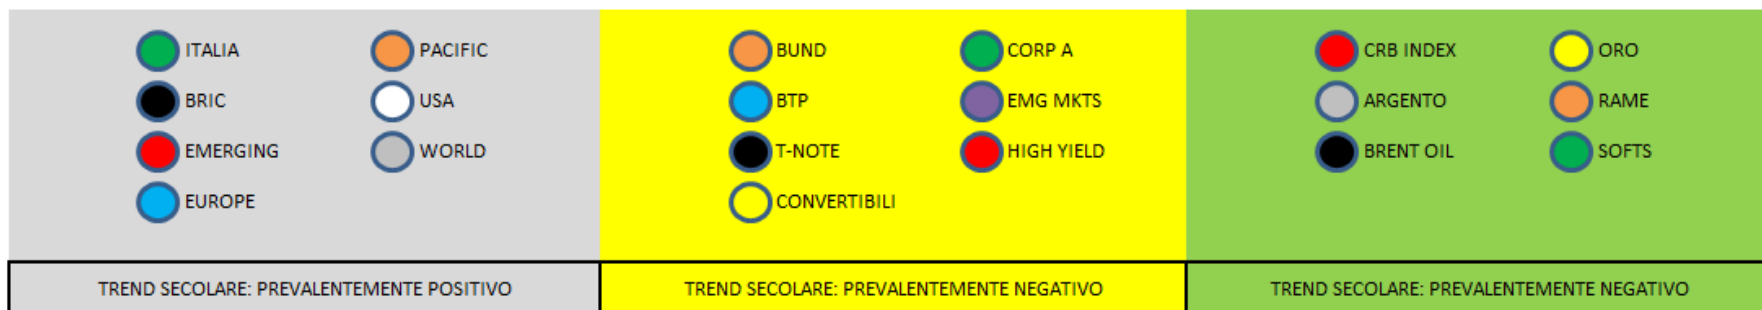 ITALIA
PACIFIC
BRIC
USA
EMERGING
WORLD
EUROPE
TREND SECOLARE: PREVALENTEMENTE POSITIVO
BUND
CORP A
BTP
EMG MKTS
T-NOTE
HIGH YIELD
CONVERTIBILI
TREND SECOLARE: PREVALENTEMENTE NEGATIVO
CRB INDEX
ORO
ARGENTO
RAME
BRENT OIL
SOFTS
TREND SECOLARE: PREVALENTEMENTE NEGATIVO